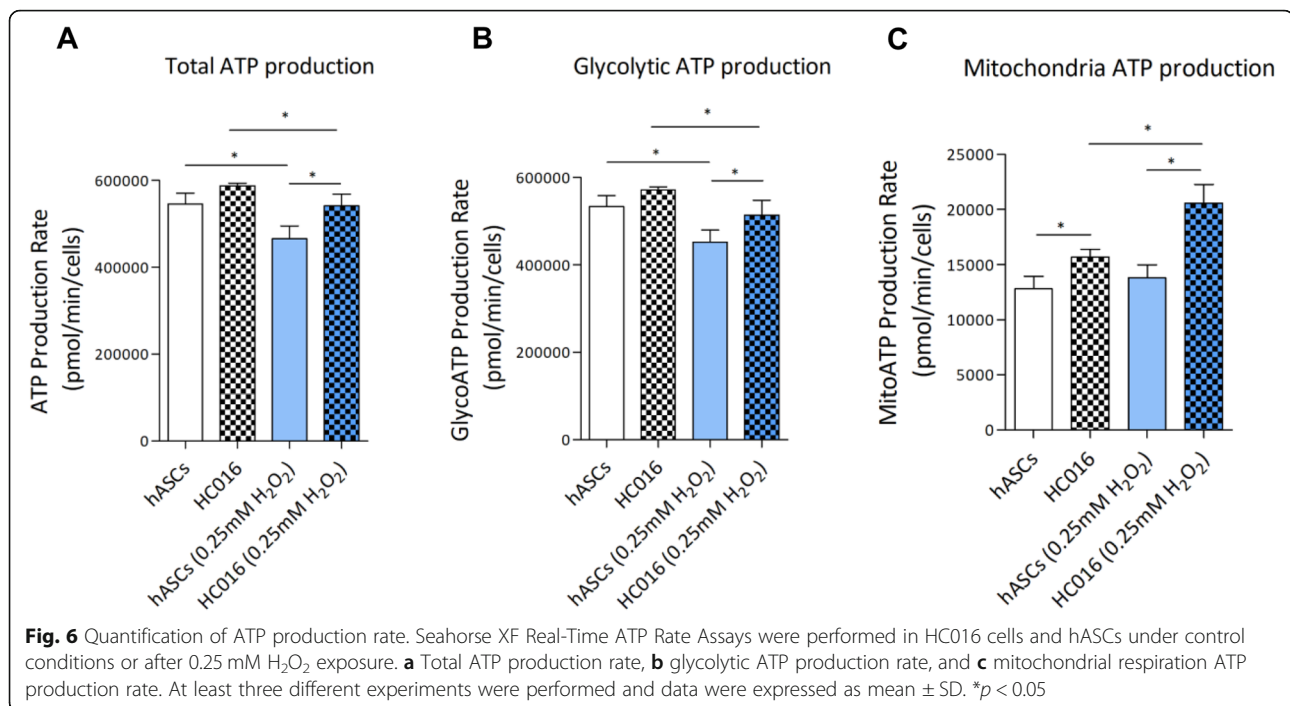 A
Total ATP production
*
*
*
ATP Production Rate
(pmol/min/cells)
600000
400000
200000
0
hASCs
HC016
hASCs (0.25mM H₂O₂)
HC016 (0.25mM H₂O₂)
B
Glycolytic ATP production
*
*
*
GlycoATP Production Rate
(pmol/min/cells)
600000
400000
200000
0
hASCs
HC016
hASCs (0.25mM H₂O₂)
HC016 (0.25mM H₂O₂)
C
Mitochondria ATP production
*
*
*
MitoATP Production Rate
(pmol/min/cells)
25000
20000
15000
10000
5000
0
hASCs
HC016
hASCs (0.25mM H₂O₂)
HC016 (0.25mM H₂O₂)
Fig. 6 Quantification of ATP production rate. Seahorse XF Real-Time ATP Rate Assays were performed in HC016 cells and hASCs under control
conditions or after 0.25 mM H₂O₂ exposure. a Total ATP production rate, b glycolytic ATP production rate, and c mitochondrial respiration ATP
production rate. At least three different experiments were performed and data were expressed as mean ± SD. *p < 0.05